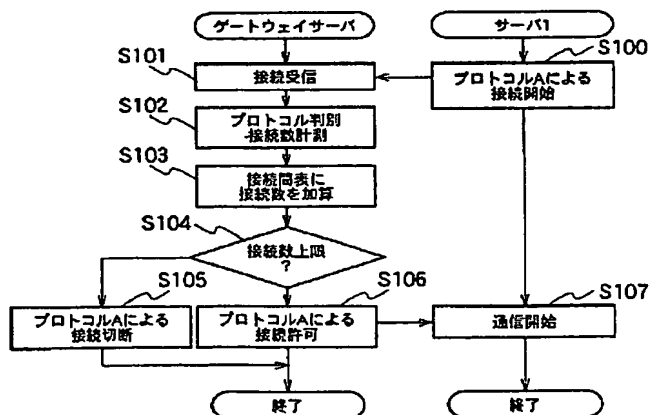 ゲートウェイサーバ
サーバ1
S100
S101
接続受信
プロトコルAによる
接続開始
S102
プロトコル判別
・接続数計測
S103
接続簡表に
接続数を加算
S104
接続数上限
?
S105
S106
S107
プロトコルAによる
接続切断
プロトコルAによる
接続許可
通信開始
終了
終了